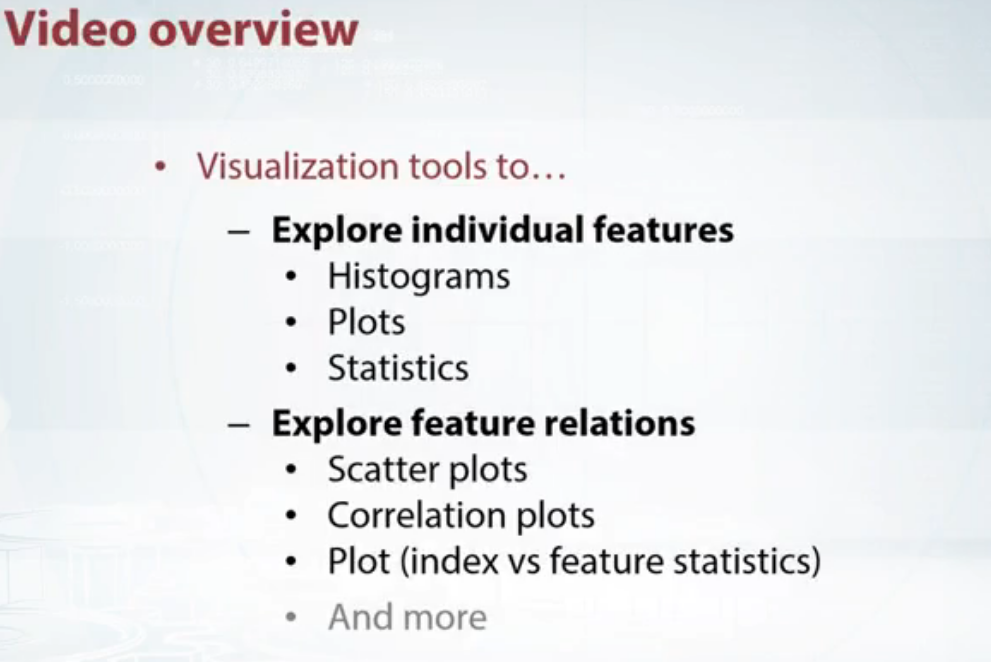 Video overview
• Visualization tools to…
– Explore individual features
• Histograms
• Plots
• Statistics
– Explore feature relations
• Scatter plots
• Correlation plots
• Plot (index vs feature statistics)
• And more